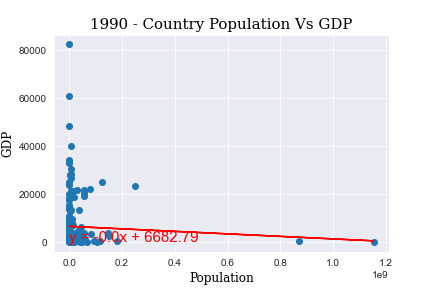 1990 - Country Population Vs GDP
80000
60000
40000
20000
0
GDP
y = -0.0x + 6682.79
0.0 0.2 0.4 0.6 0.8 1.0 1.2
1e9
Population